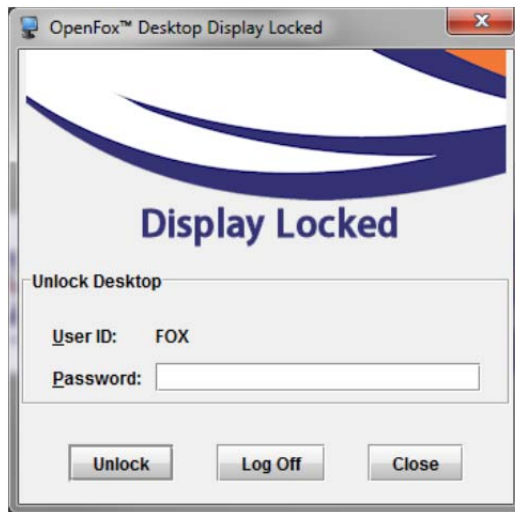 OpenFox™ Desktop Display Locked
Display Locked
Unlock Desktop
User ID: FOX
Password:
Unlock Log Off Close